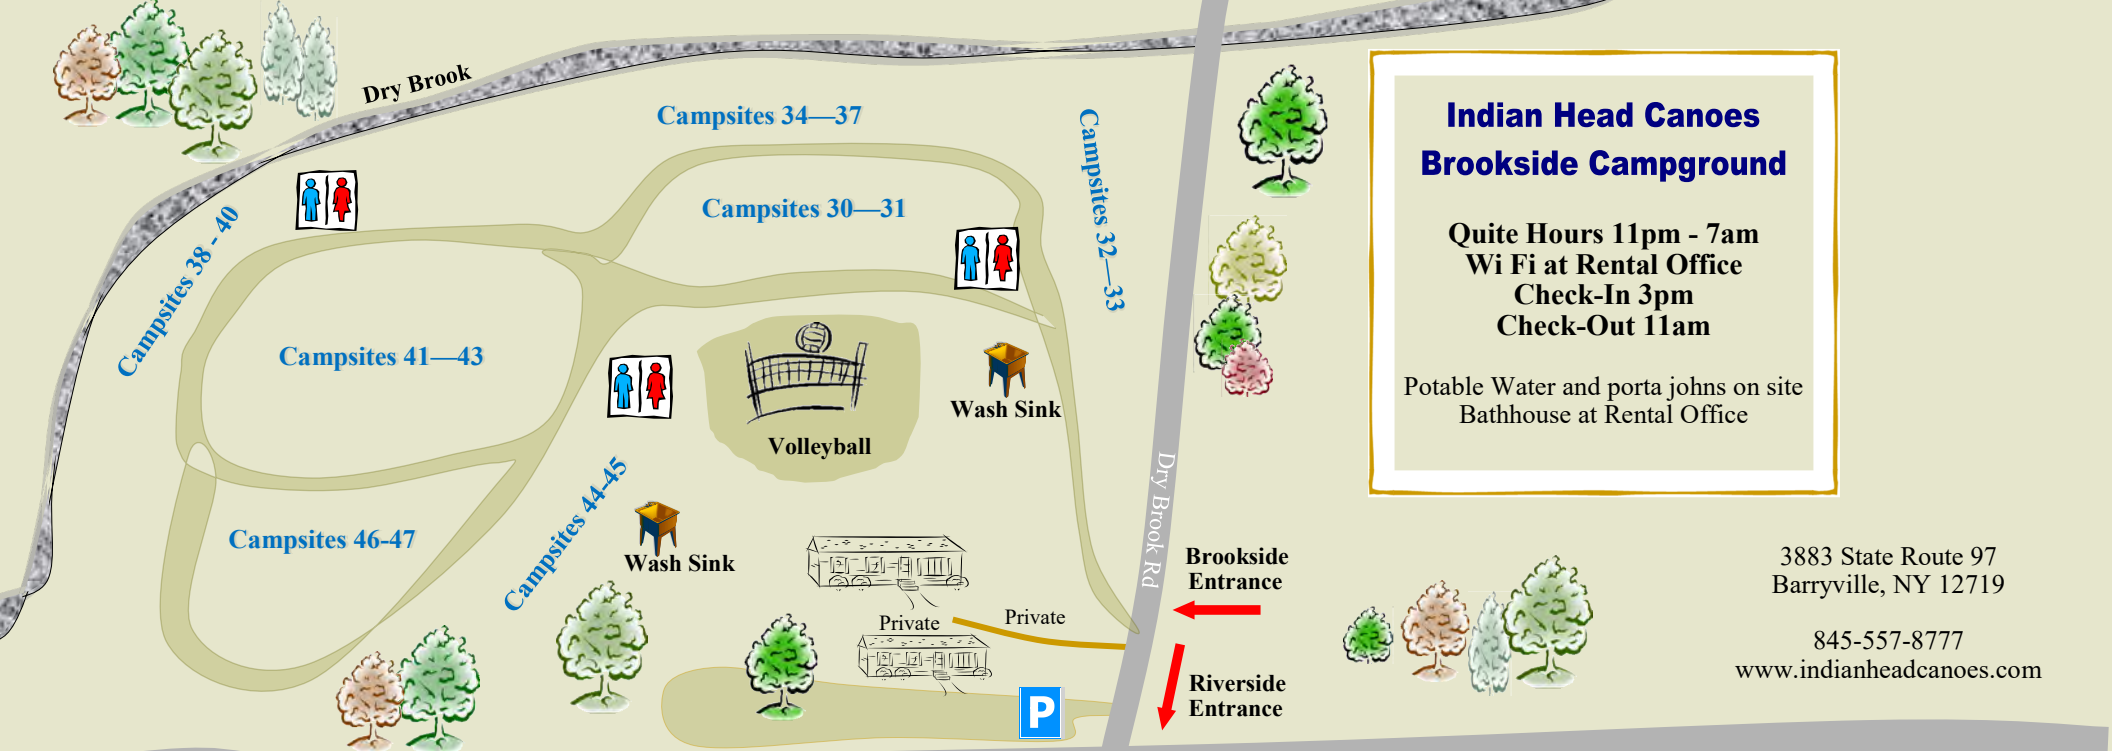 Dry Brook
Campsites 34—37
Campsites 32—33
Campsites 30—31
Campsites 38 - 40
Campsites 41—43
Wash Sink
Volleyball
Campsites 44-45
Campsites 46-47
Wash Sink
Dry Brook Rd
Private
Private
P
Brookside
Entrance
Riverside
Entrance
Indian Head Canoes
Brookside Campground
Quite Hours 11pm - 7am
Wi Fi at Rental Office
Check-In 3pm
Check-Out 11am
Potable Water and porta johns on site
Bathhouse at Rental Office
3883 State Route 97
Barryville, NY 12719
845-557-8777
www.indianheadcanoes.com